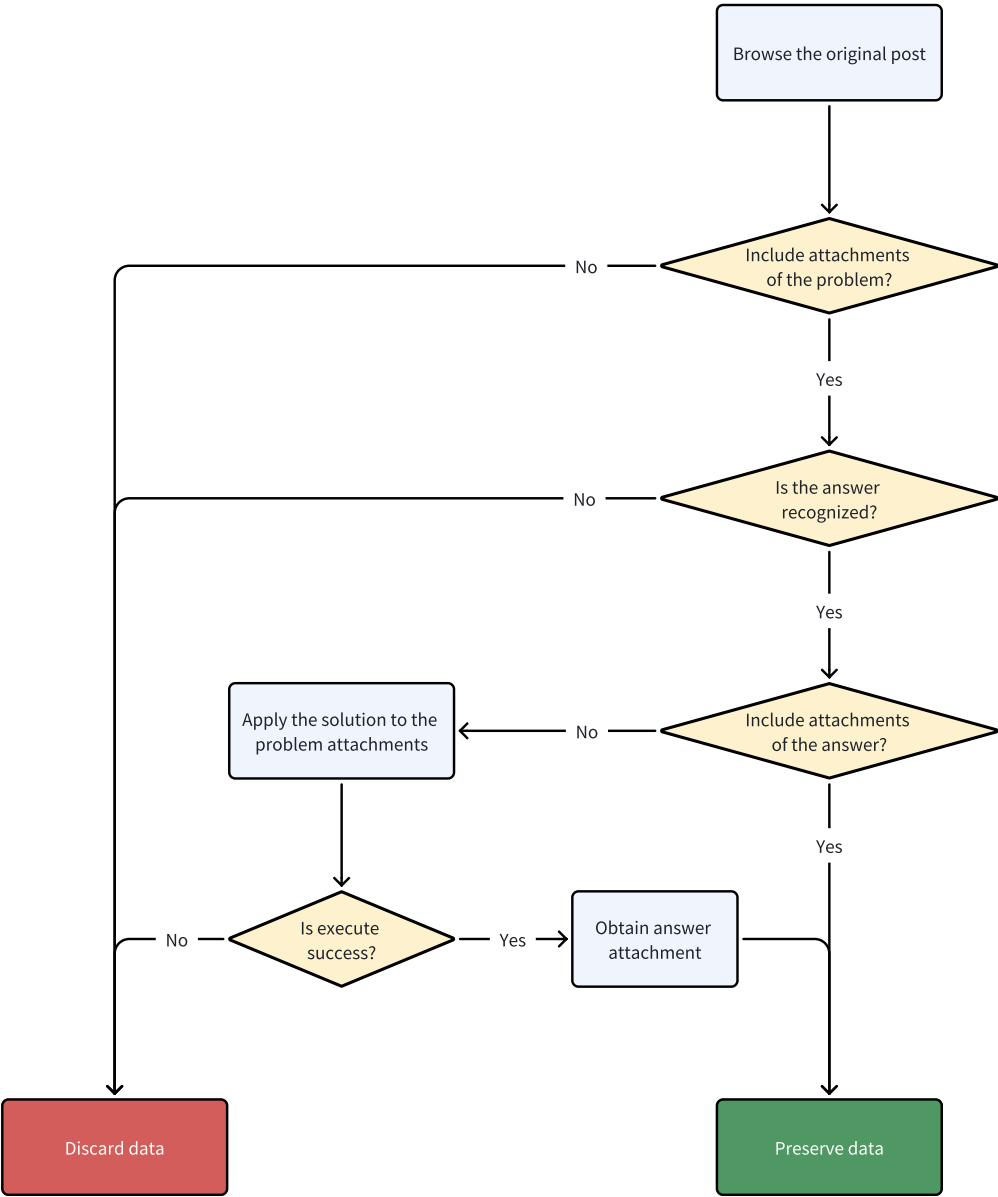 Browse the original post
Include attachments
of the problem?
No
Yes
Is the answer
recognized?
No
Yes
Include attachments
of the answer?
No
Apply the solution to the
problem attachments
Yes
Is execute
success?
No
Yes
Obtain answer
attachment
Discard data
Preserve data